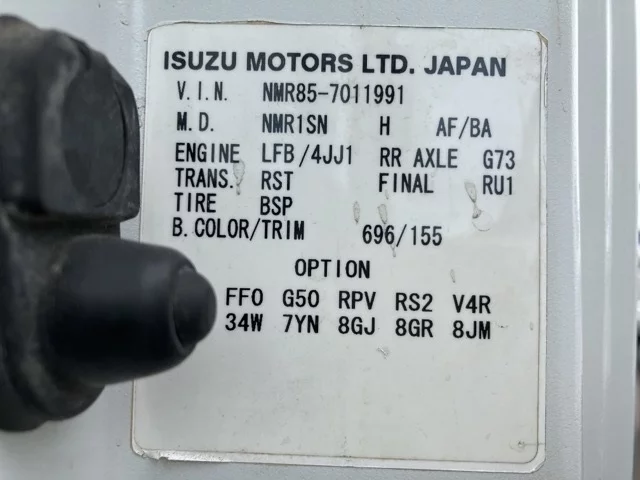 ISUZU MOTORS LTD. JAPAN
V.I.N. NMR85-7011991
M.D. NMR1SN H AF/BA
ENGINE LFB/4JJ1 RR AXLE G73
TRANS. RST FINAL RU1
TIRE BSP
B.COLOR/TRIM 696/155
OPTION
FF0 G50 RPV RS2 V4R
34W 7YN 8GJ 8GR 8JM